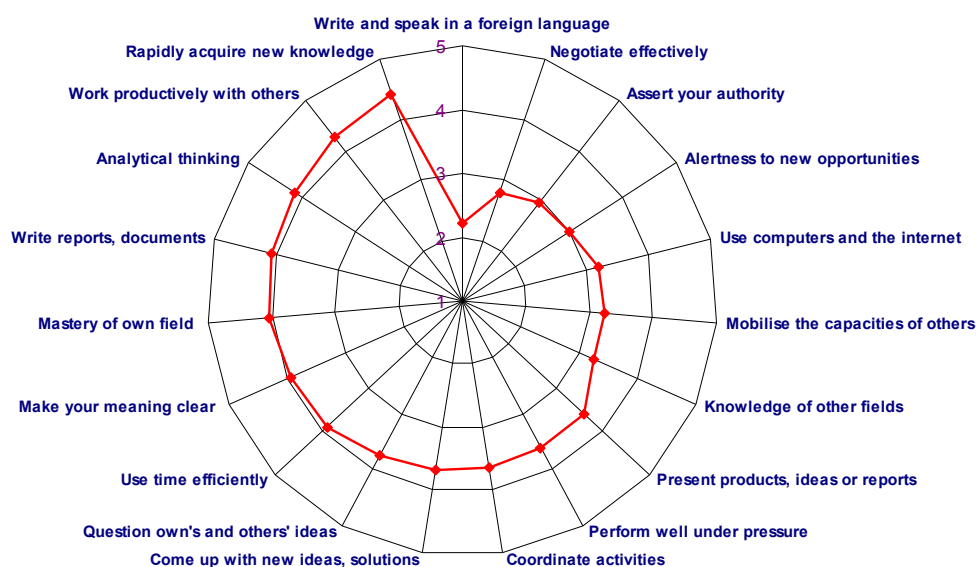 Write and speak in a foreign language
Rapidly acquire new knowledge
5
Negotiate effectively
Work productively with others
Assert your authority
4
Analytical thinking
Alertness to new opportunities
3
Write reports, documents
2
Use computers and the internet
1
Mastery of own field
Mobilise the capacities of others
Make your meaning clear
Knowledge of other fields
Use time efficiently
Present products, ideas or reports
Question own's and others' ideas
Perform well under pressure
Come up with new ideas, solutions
Coordinate activities